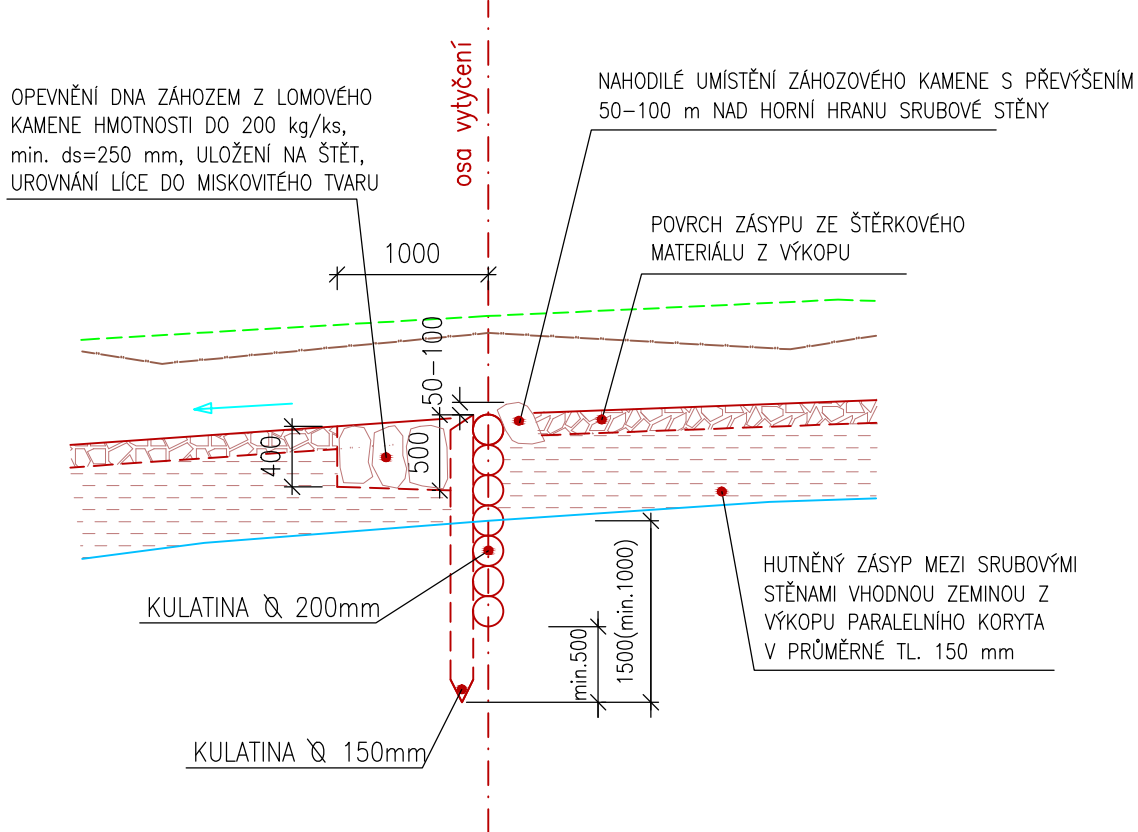 osa vytyčení
OPEVNĚNÍ DNA ZÁHOZEM Z LOMOVÉHO
KAMENE HMOTNOSTI DO 200 kg/ks,
min. ds=250 mm, ULOŽENÍ NA ŠTĚT,
UROVNÁNÍ LÍCE DO MISKOVITÉHO TVARU
NAHODILÉ UMÍSTĚNÍ ZÁHOZOVÉHO KAMENE S PŘEVÝŠENÍM
50-100 m NAD HORNÍ HRANU SRUBOVÉ STĚNY
POVRCH ZÁSYPU ZE ŠTĚRKOVÉHO
MATERIÁLU Z VÝKOPU
1000
50-100
400
500
KULATINA Ø 200mm
min.500
1500(min.1000)
HUTNĚNÝ ZÁSYP MEZI SRUBOVÝMI
STĚNAMI VHODNOU ZEMINOU Z
VÝKOPU PARALELNÍHO KORYTA
V PRŮMĚRNÉ TL. 150 mm
KULATINA Ø 150mm